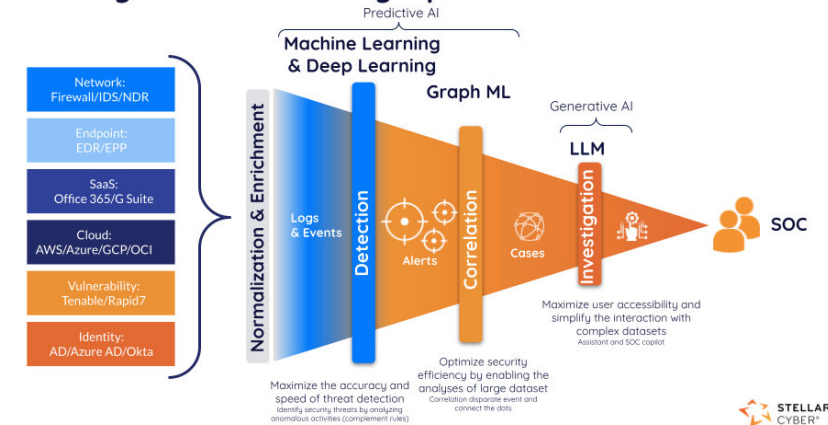 Predictive AI
Machine Learning
& Deep Learning
Graph ML
Generative AI
LLM
Network:
Firewall/IDS/NDR
Endpoint:
EDR/EPP
SaaS:
Office 365/G Suite
Cloud:
AWS/Azure/GCP/OCI
Vulnerability:
Tenable/Rapid7
Identity:
AD/Azure AD/Okta
Normalization & Enrichment
Logs
& Events
Detection
Alerts
Correlation
Cases
Investigation
SOC
Maximize the accuracy and
speed of threat detection
Identify security threats by analyzing
anomalous activities (complement rules)
Optimize security
efficiency by enabling the
analyses of large dataset
Correlation disparate event and
connect the dots
Maximize user accessibility and
simplify the interaction with
complex datasets
Assistant and SOC copilot
STELLAR
CYBER®